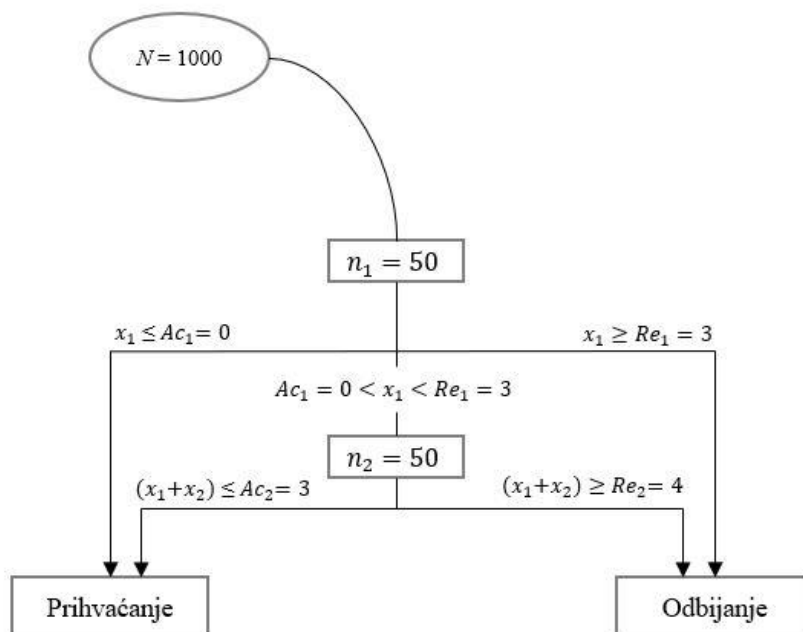 N = 1000
n₁ = 50
x₁ ≤ Ac₁= 0
x₁ ≥ Re₁ = 3
Ac₁ = 0 < x₁ < Re₁ = 3
n₂ = 50
(x₁+x₂) ≤ Ac₂= 3
(x₁+x₂) ≥ Re₂= 4
Prihvaćanje
Odbijanje